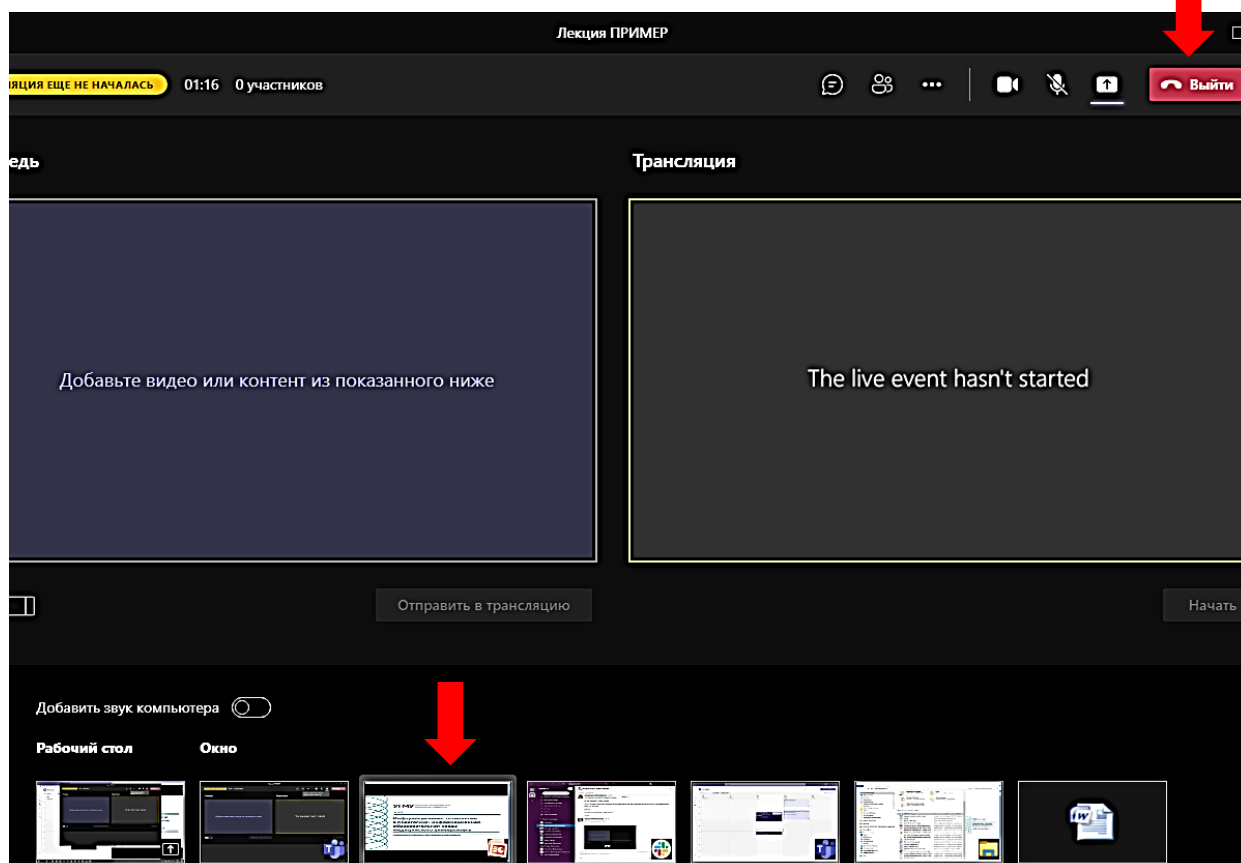 Лекция ПРИМЕР
ЯЦИЯ ЕЩЕ НЕ НАЧАЛАСЬ 01:16 0 участников
Выйти
едь
Трансляция
Добавьте видео или контент из показанного ниже
The live event hasn't started
Отправить в трансляцию
Начать
Добавить звук компьютера
Рабочий стол
Окно
УГМУ